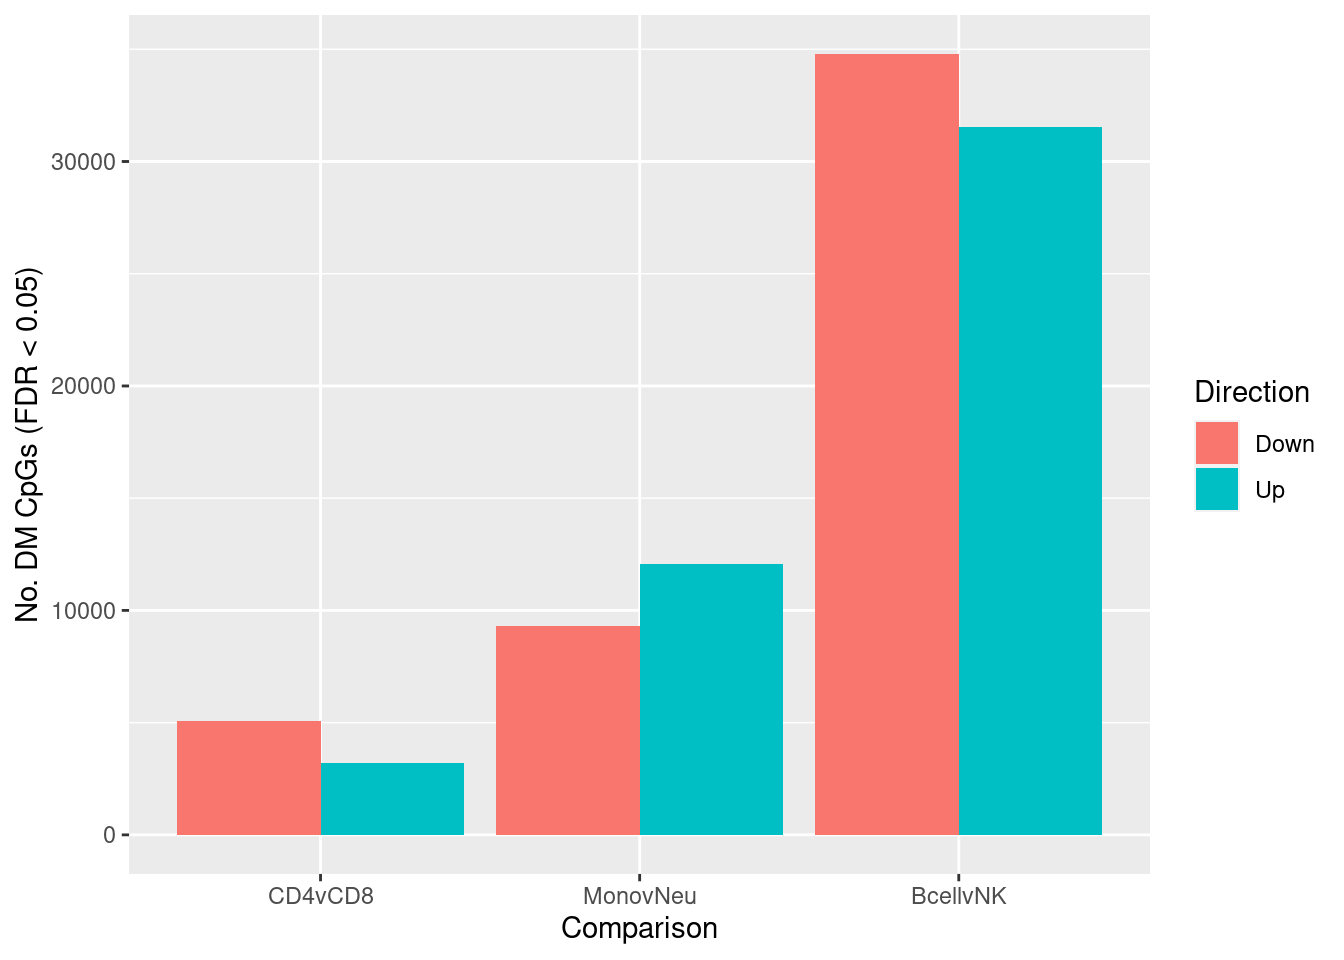 No. DM CpGs (FDR < 0.05)
30000
20000
10000
0
CD4vCD8
MonovNeu
BcellvNK
Comparison
Direction
Down
Up